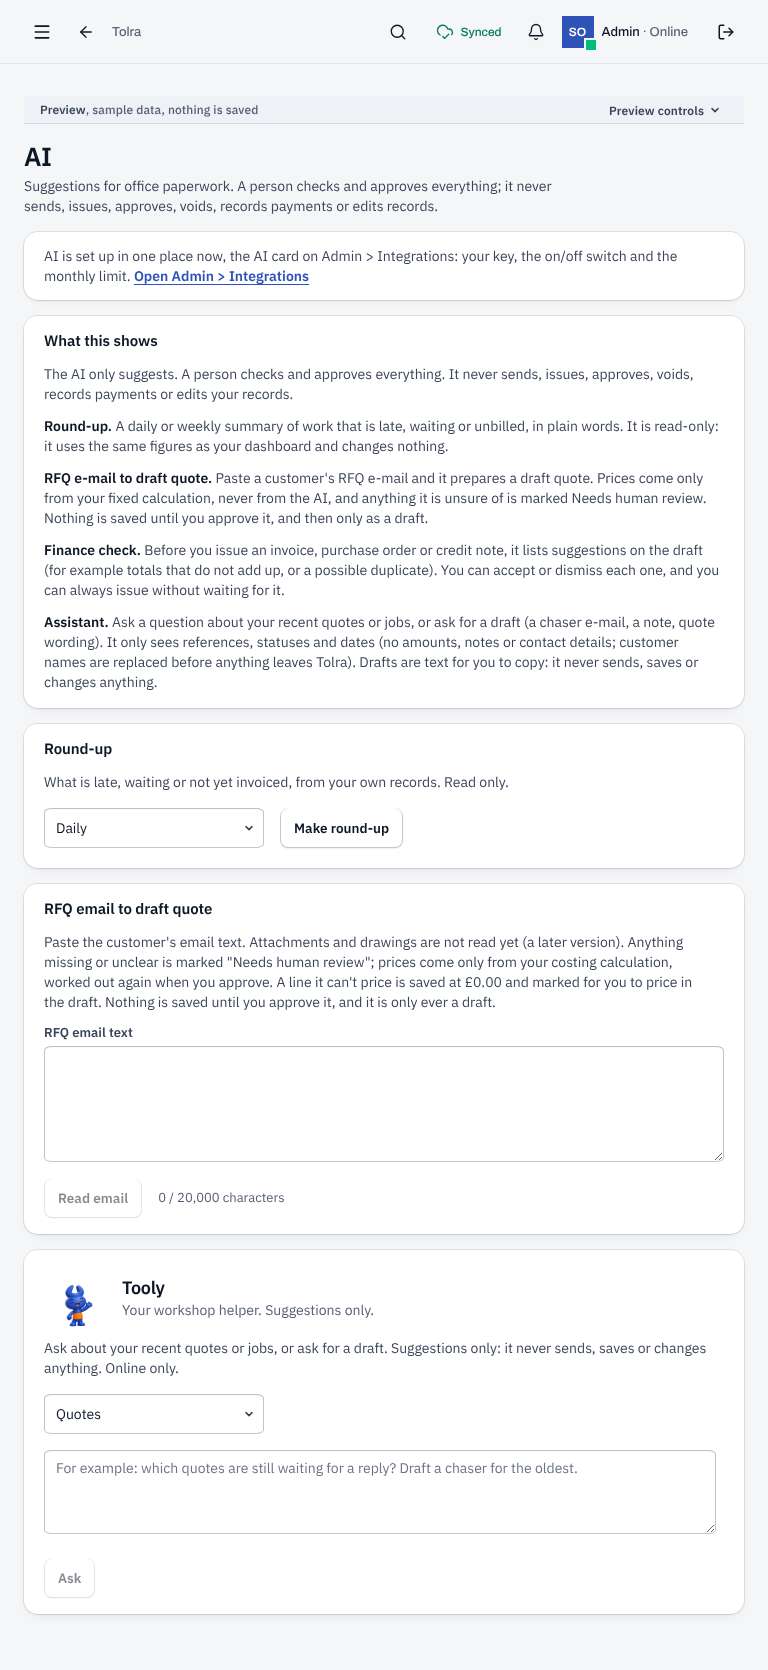 Tolra
Synced
SO
Admin · Online
Preview, sample data, nothing is saved
Preview controls
AI
Suggestions for office paperwork. A person checks and approves everything; it never
sends, issues, approves, voids, records payments or edits records.
AI is set up in one place now, the AI card on Admin > Integrations: your key, the on/off switch and the
monthly limit. Open Admin > Integrations
What this shows
The AI only suggests. A person checks and approves everything. It never sends, issues, approves, voids,
records payments or edits your records.
Round-up. A daily or weekly summary of work that is late, waiting or unbilled, in plain words. It is read-only:
it uses the same figures as your dashboard and changes nothing.
RFQ e-mail to draft quote. Paste a customer's RFQ e-mail and it prepares a draft quote. Prices come only
from your fixed calculation, never from the AI, and anything it is unsure of is marked Needs human review.
Nothing is saved until you approve it, and then only as a draft.
Finance check. Before you issue an invoice, purchase order or credit note, it lists suggestions on the draft
(for example totals that do not add up, or a possible duplicate). You can accept or dismiss each one, and you
can always issue without waiting for it.
Assistant. Ask a question about your recent quotes or jobs, or ask for a draft (a chaser e-mail, a note, quote
wording). It only sees references, statuses and dates (no amounts, notes or contact details; customer
names are replaced before anything leaves Tolra). Drafts are text for you to copy: it never sends, saves or
changes anything.
Round-up
What is late, waiting or not yet invoiced, from your own records. Read only.
Daily
Make round-up
RFQ email to draft quote
Paste the customer's email text. Attachments and drawings are not read yet (a later version). Anything
missing or unclear is marked "Needs human review"; prices come only from your costing calculation,
worked out again when you approve. A line it can't price is saved at £0.00 and marked for you to price in
the draft. Nothing is saved until you approve it, and it is only ever a draft.
RFQ email text
Read email
0 / 20,000 characters
Tooly
Your workshop helper. Suggestions only.
Ask about your recent quotes or jobs, or ask for a draft. Suggestions only: it never sends, saves or changes
anything. Online only.
Quotes
For example: which quotes are still waiting for a reply? Draft a chaser for the oldest.
Ask